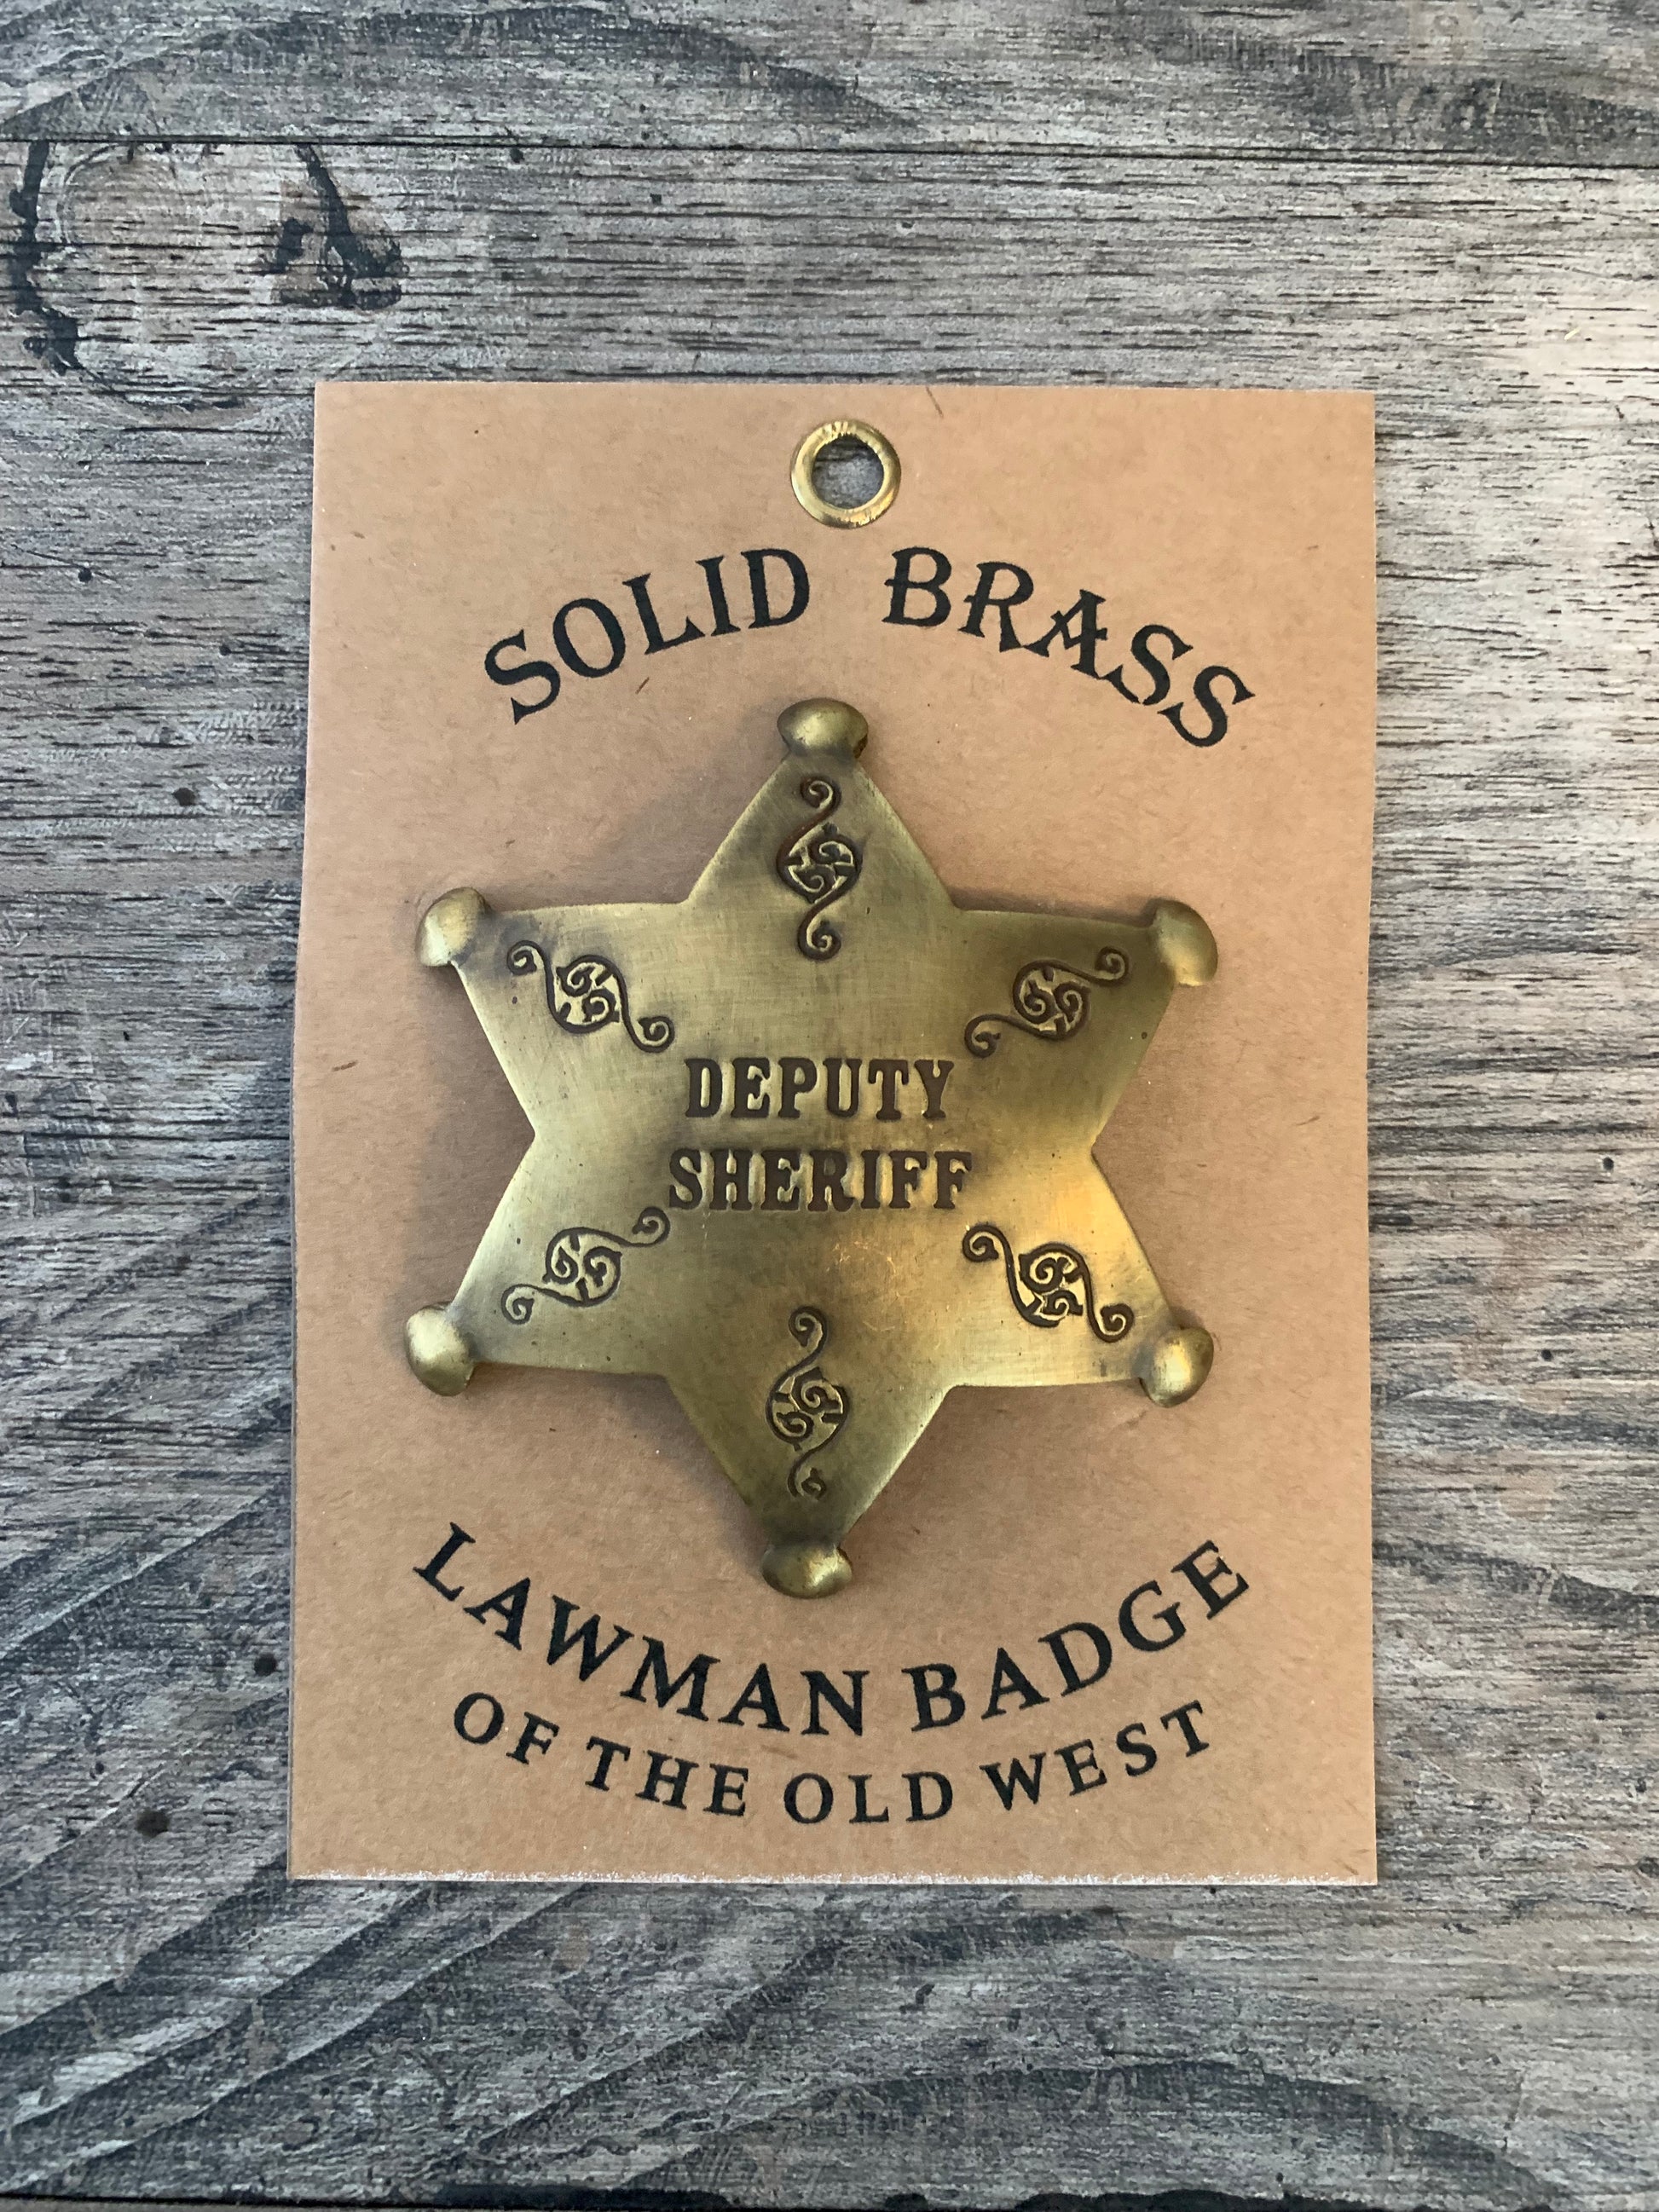 SOLID BRASS
DEPUTY
SHERIFF
LAWMAN BADGE
OF THE OLD WEST